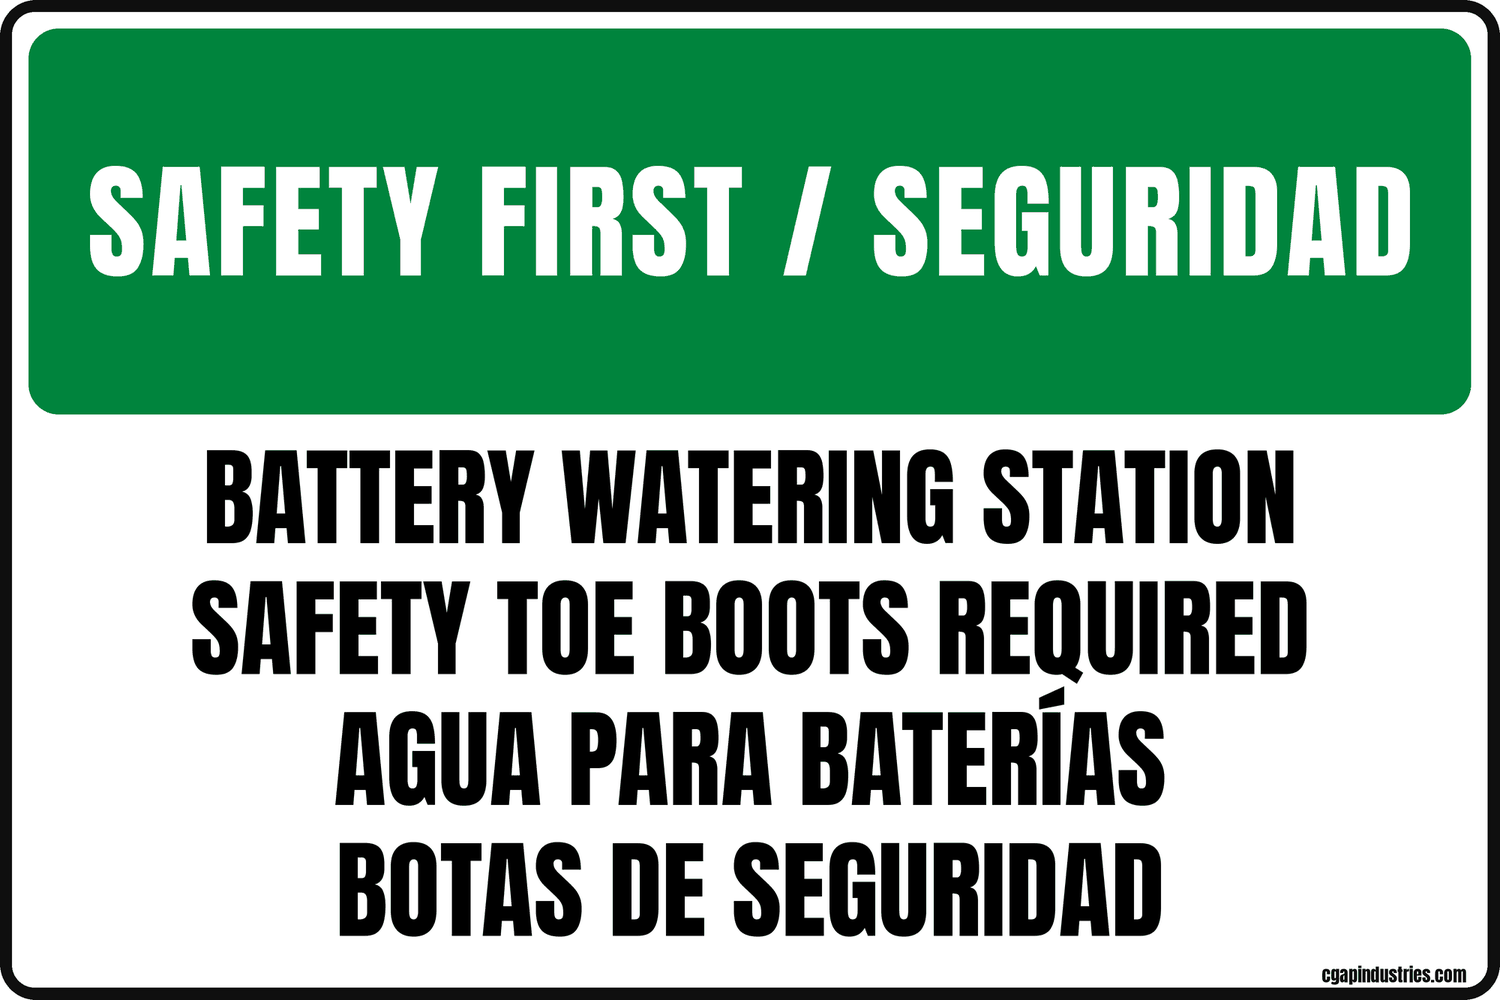 SAFETY FIRST / SEGURIDAD
BATTERY WATERING STATION
SAFETY TOE BOOTS REQUIRED
AGUA PARA BATERÍAS
BOTAS DE SEGURIDAD
cgapindustries.com